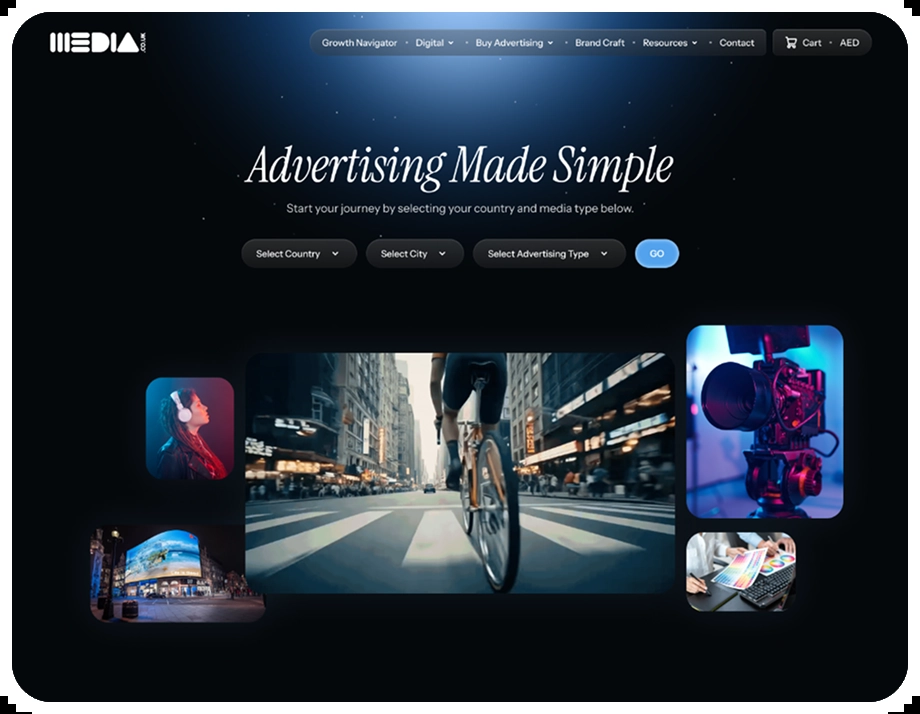 MEDIA .CO.UK
Growth Navigator • Digital • Buy Advertising • Brand Craft • Resources • Contact
Cart • AED
Advertising Made Simple
Start your journey by selecting your country and media type below.
Select Country
Select City
Select Advertising Type
GO